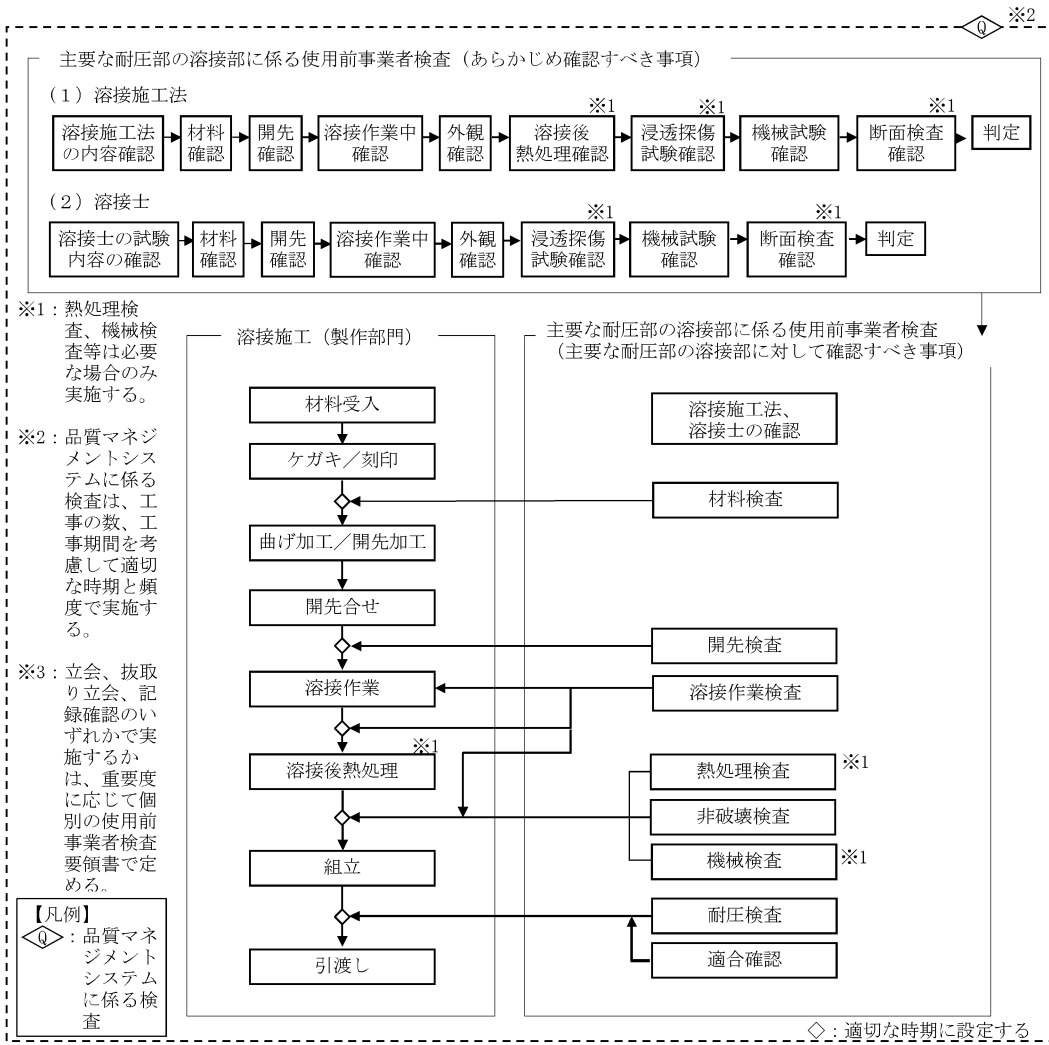 Q ※2
主要な耐圧部の溶接部に係る使用前事業者検査（あらかじめ確認すべき事項）
（１）溶接施工法
溶接施工法
の内容確認
材料
確認
開先
確認
溶接作業中
確認
外観
確認
※1
溶接後
熱処理確認
※1
浸透探傷
試験確認
機械試験
確認
※1
断面検査
確認
判定
（２）溶接士
溶接士の試験
内容の確認
材料
確認
開先
確認
溶接作業中
確認
外観
確認
※1
浸透探傷
試験確認
機械試験
確認
※1
断面検査
確認
判定
※1：熱処理検
査、機械検
査等は必要
な場合のみ
実施する。
※2：品質マネジ
メントシス
テムに係る
検査は、工
事の数、工
事期間を考
慮して適切
な時期と頻
度で実施す
る。
※3：立会、抜取
り立会、記
録確認のい
ずれかで実
施するか
は、重要度
に応じて個
別の使用前
事業者検査
要領書で定
める。
【凡例】
Q：品質マネ
ジメント
システム
に係る検
査
溶接施工（製作部門）
材料受入
ケガキ／刻印
曲げ加工／開先加工
開先合せ
溶接作業
※1
溶接後熱処理
組立
引渡し
主要な耐圧部の溶接部に係る使用前事業者検査
（主要な耐圧部の溶接部に対して確認すべき事項）
溶接施工法、
溶接士の確認
材料検査
開先検査
溶接作業検査
熱処理検査 ※1
非破壊検査
機械検査 ※1
耐圧検査
適合確認
◇：適切な時期に設定する